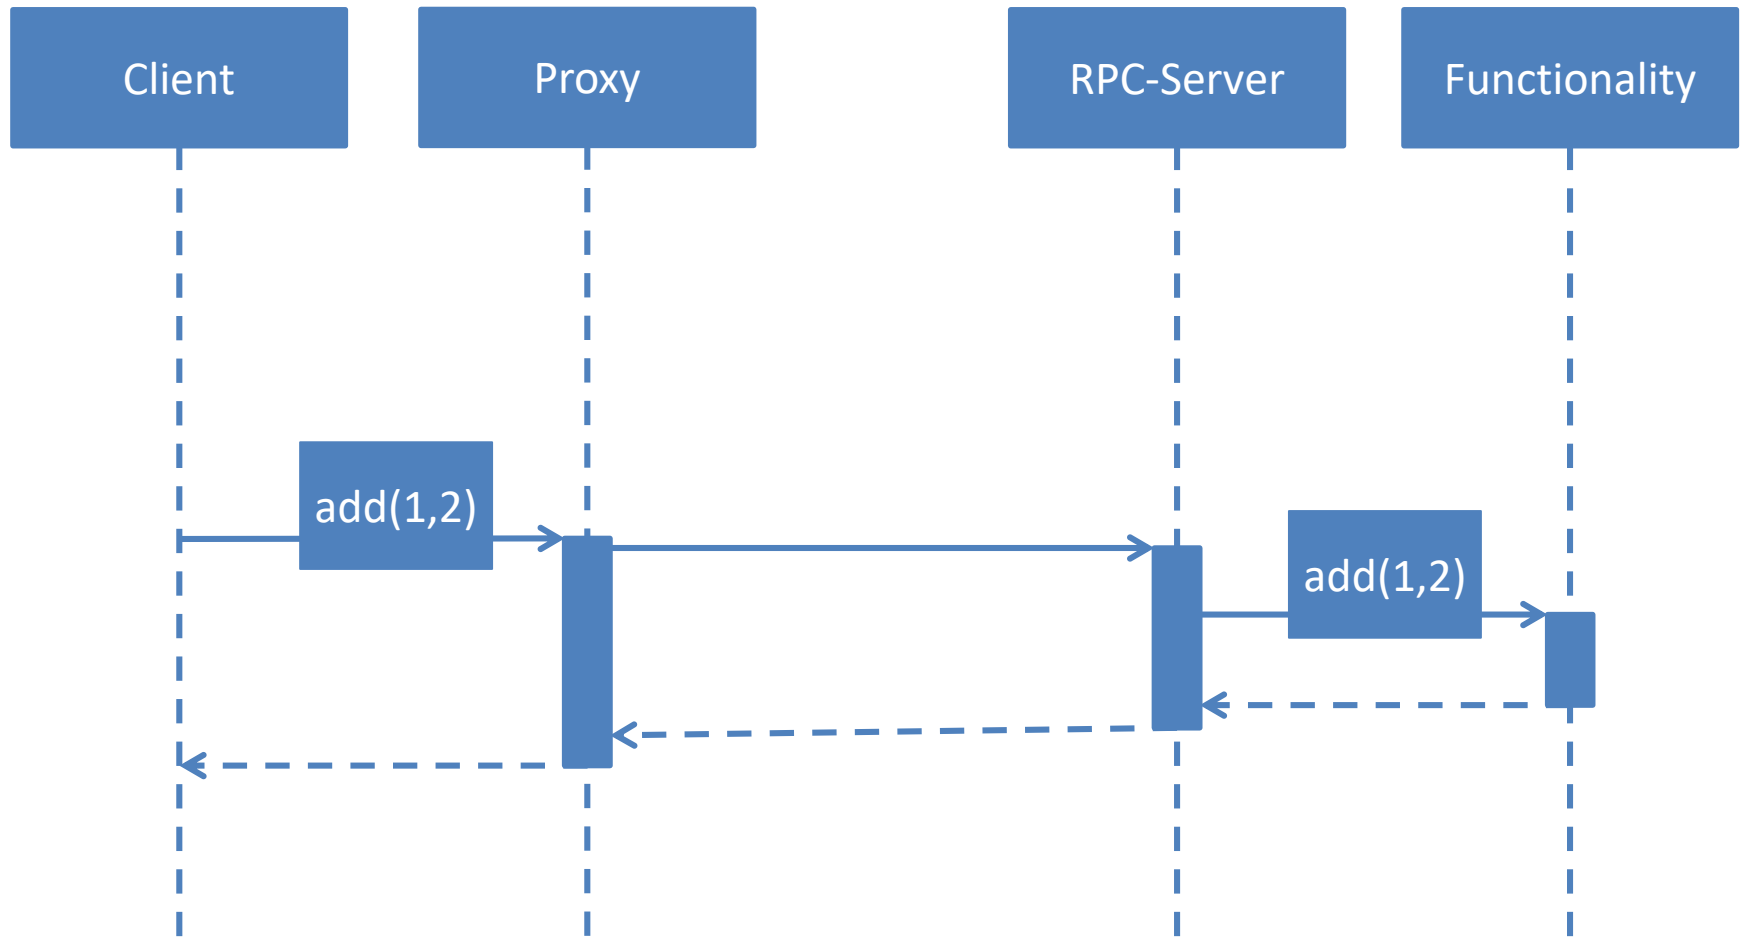 Client
Proxy
RPC-Server
Functionality
add(1,2)
add(1,2)